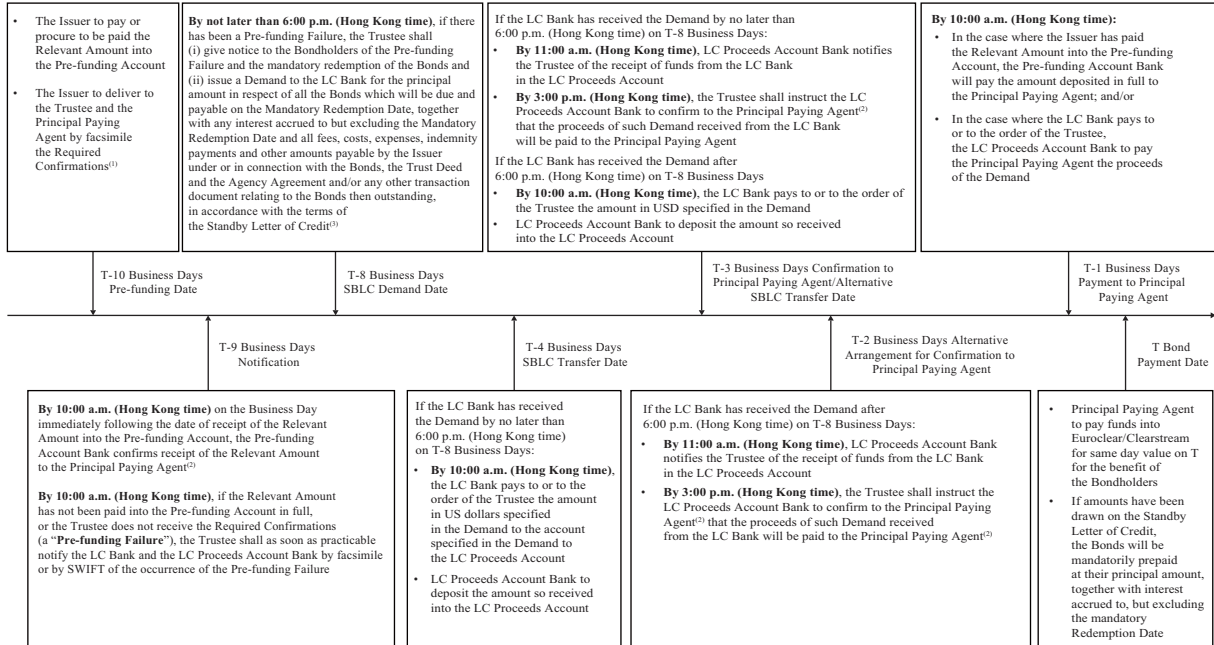 • The Issuer to pay or
procure to be paid the
Relevant Amount into
the Pre-funding Account
• The Issuer to deliver to
the Trustee and the
Principal Paying
Agent by facsimile
the Required
Confirmations(1)
By not later than 6:00 p.m. (Hong Kong time), if there
has been a Pre-funding Failure, the Trustee shall
(i) give notice to the Bondholders of the Pre-funding
Failure and the mandatory redemption of the Bonds and
(ii) issue a Demand to the LC Bank for the principal
amount in respect of all the Bonds which will be due and
payable on the Mandatory Redemption Date, together
with any interest accrued to but excluding the Mandatory
Redemption Date and all fees, costs, expenses, indemnity
payments and other amounts payable by the Issuer
under or in connection with the Bonds, the Trust Deed
and the Agency Agreement and/or any other transaction
document relating to the Bonds then outstanding,
in accordance with the terms of
the Standby Letter of Credit(3)
If the LC Bank has received the Demand by no later than
6:00 p.m. (Hong Kong time) on T-8 Business Days:
• By 11:00 a.m. (Hong Kong time), LC Proceeds Account Bank notifies
the Trustee of the receipt of funds from the LC Bank
in the LC Proceeds Account
• By 3:00 p.m. (Hong Kong time), the Trustee shall instruct the LC
Proceeds Account Bank to confirm to the Principal Paying Agent(2)
that the proceeds of such Demand received from the LC Bank
will be paid to the Principal Paying Agent
If the LC Bank has received the Demand after
6:00 p.m. (Hong Kong time) on T-8 Business Days
• By 10:00 a.m. (Hong Kong time), the LC Bank pays to or to the order of
the Trustee the amount in USD specified in the Demand
• LC Proceeds Account Bank to deposit the amount so received
into the LC Proceeds Account
By 10:00 a.m. (Hong Kong time):
• In the case where the Issuer has paid
the Relevant Amount into the Pre-funding
Account, the Pre-funding Account Bank
will pay the amount deposited in full to
the Principal Paying Agent; and/or
• In the case where the LC Bank pays to
or to the order of the Trustee,
the LC Proceeds Account Bank to pay
the Principal Paying Agent the proceeds
of the Demand
T-10 Business Days
Pre-funding Date
T-8 Business Days
SBLC Demand Date
T-3 Business Days Confirmation to
Principal Paying Agent/Alternative
SBLC Transfer Date
T-1 Business Days
Payment to Principal
Paying Agent
T-9 Business Days
Notification
T-4 Business Days
SBLC Transfer Date
T-2 Business Days Alternative
Arrangement for Confirmation to
Principal Paying Agent
T Bond
Payment Date
By 10:00 a.m. (Hong Kong time) on the Business Day
immediately following the date of receipt of the Relevant
Amount into the Pre-funding Account, the Pre-funding
Account Bank confirms receipt of the Relevant Amount
to the Principal Paying Agent(2)
By 10:00 a.m. (Hong Kong time), if the Relevant Amount
has not been paid into the Pre-funding Account in full,
or the Trustee does not receive the Required Confirmations
(a “Pre-funding Failure”), the Trustee shall as soon as practicable
notify the LC Bank and the LC Proceeds Account Bank by facsimile
or by SWIFT of the occurrence of the Pre-funding Failure
If the LC Bank has received
the Demand by no later than
6:00 p.m. (Hong Kong time)
on T-8 Business Days:
• By 10:00 a.m. (Hong Kong time),
the LC Bank pays to or to the
order of the Trustee the amount
in US dollars specified
in the Demand to the account
specified in the Demand to
the LC Proceeds Account
• LC Proceeds Account Bank to
deposit the amount so received
into the LC Proceeds Account
If the LC Bank has received the Demand after
6:00 p.m. (Hong Kong time) on T-8 Business Days:
• By 11:00 a.m. (Hong Kong time), LC Proceeds Account Bank
notifies the Trustee of the receipt of funds from the LC Bank
in the LC Proceeds Account
• By 3:00 p.m. (Hong Kong time), the Trustee shall instruct the
LC Proceeds Account Bank to confirm to the Principal Paying
Agent(2) that the proceeds of such Demand received
from the LC Bank will be paid to the Principal Paying Agent(2)
• Principal Paying Agent
to pay funds into
Euroclear/Clearstream
for same day value on T
for the benefit of
the Bondholders
• If amounts have been
drawn on the Standby
Letter of Credit,
the Bonds will be
mandatorily prepaid
at their principal amount,
together with interest
accrued to, but excluding
the mandatory
Redemption Date